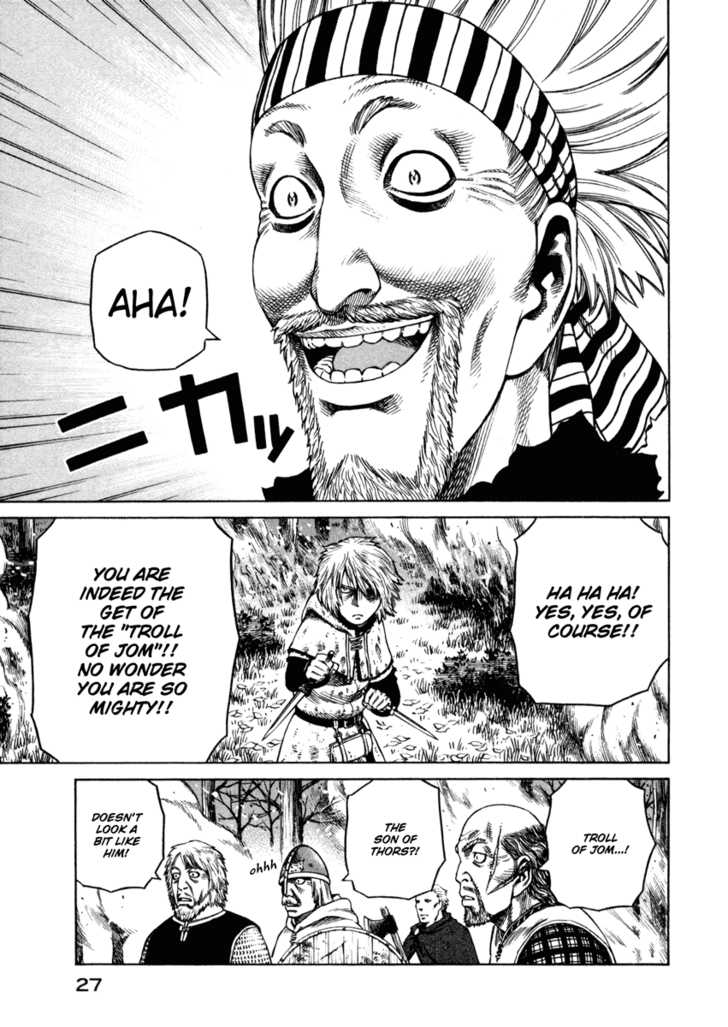 AHA!
ニカッ
HA HA HA!
YES, YES, OF
COURSE!!
YOU ARE
INDEED THE
GET OF
THE "TROLL
OF JOM"!!
NO WONDER
YOU ARE SO
MIGHTY!!
TROLL
OF JOM...!
THE
SON OF
THORS?!
ohhh
DOESN'T
LOOK A
BIT LIKE
HIM!
27